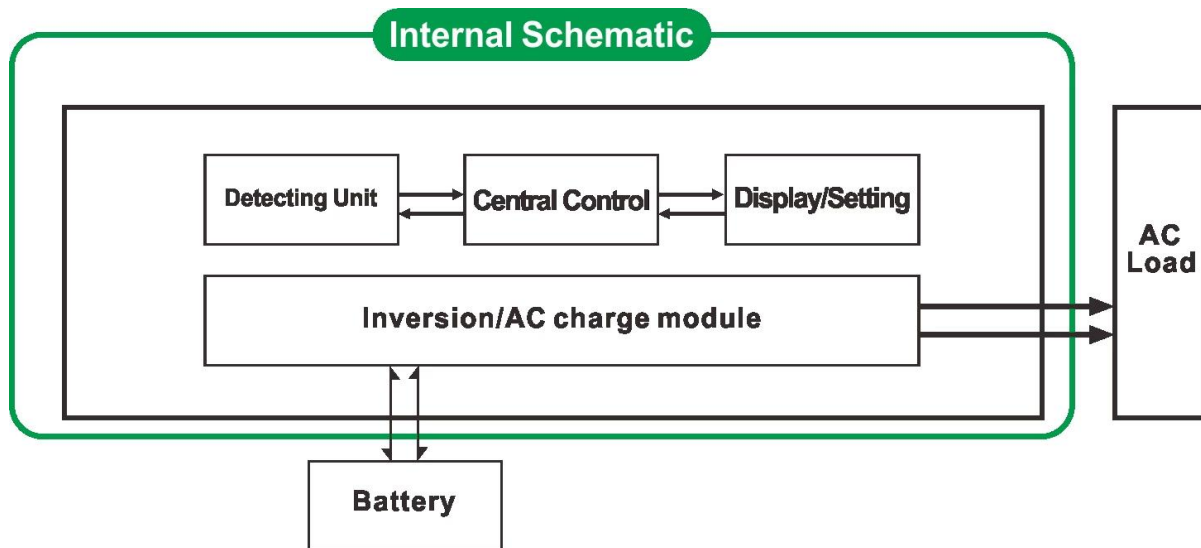 Internal Schematic
Detecting Unit
Central Control
Display/Setting
Inversion/AC charge module
AC
Load
Battery